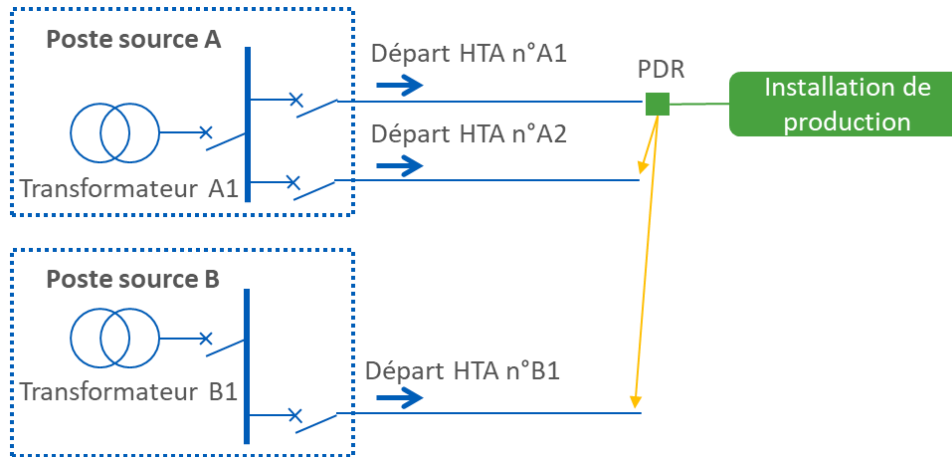 Poste source A
Départ HTA n°A1
PDR
Installation de
production
Départ HTA n°A2
Transformateur A1
Poste source B
Départ HTA n°B1
Transformateur
B1